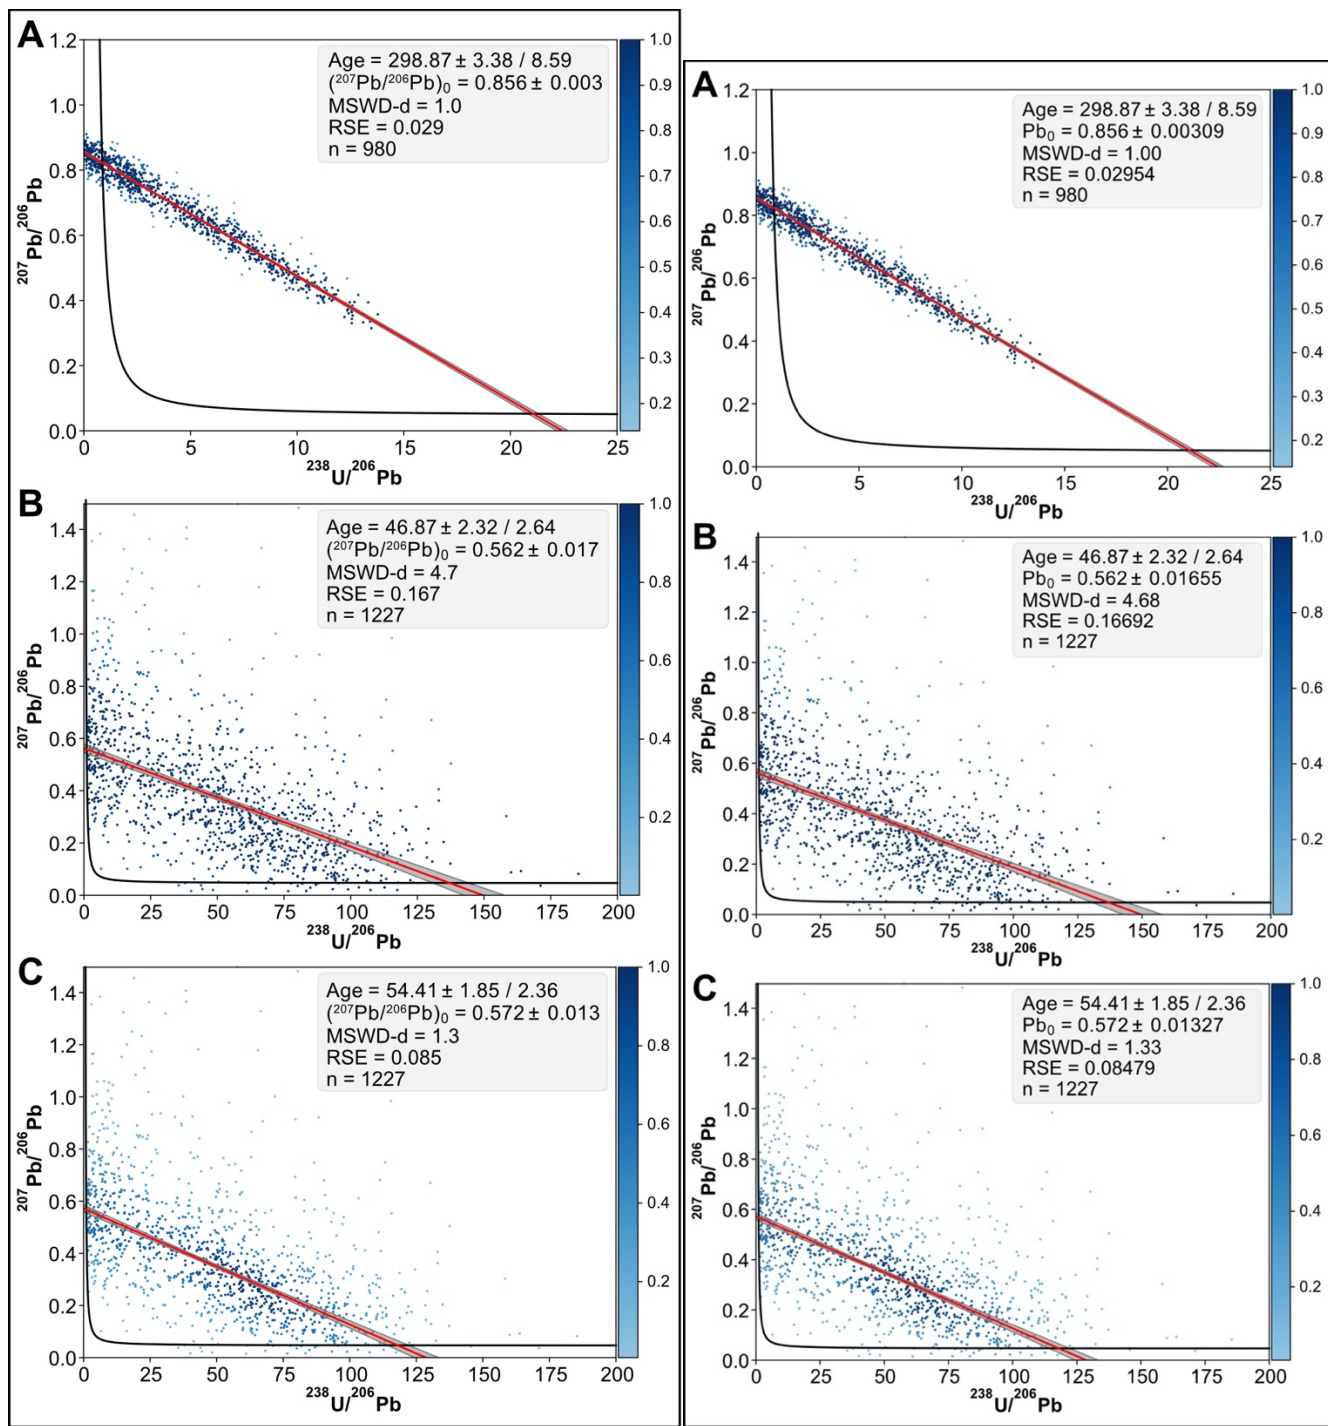 A
1.2
1.0
0.8
0.6
0.4
0.2
0.0
²⁰⁷Pb/²⁰⁶Pb
Age = 298.87 ± 3.38 / 8.59
(²⁰⁷Pb/²⁰⁶Pb)₀ = 0.856 ± 0.003
MSWD-d = 1.0
RSE = 0.029
n = 980
0 5 10 15 20 25
²³⁸U/²⁰⁶Pb
1.0
0.9
0.8
0.7
0.6
0.5
0.4
0.3
0.2
B
1.4
1.2
1.0
0.8
0.6
0.4
0.2
0.0
²⁰⁷Pb/²⁰⁶Pb
Age = 46.87 ± 2.32 / 2.64
(²⁰⁷Pb/²⁰⁶Pb)₀ = 0.562 ± 0.017
MSWD-d = 4.7
RSE = 0.167
n = 1227
0 25 50 75 100 125 150 175 200
²³⁸U/²⁰⁶Pb
1.0
0.8
0.6
0.4
0.2
C
1.4
1.2
1.0
0.8
0.6
0.4
0.2
0.0
²⁰⁷Pb/²⁰⁶Pb
Age = 54.41 ± 1.85 / 2.36
(²⁰⁷Pb/²⁰⁶Pb)₀ = 0.572 ± 0.013
MSWD-d = 1.3
RSE = 0.085
n = 1227
0 25 50 75 100 125 150 175 200
²³⁸U/²⁰⁶Pb
1.0
0.8
0.6
0.4
0.2
A
1.2
1.0
0.8
0.6
0.4
0.2
0.0
²⁰⁷Pb/²⁰⁶Pb
Age = 298.87 ± 3.38 / 8.59
Pb₀ = 0.856 ± 0.00309
MSWD-d = 1.00
RSE = 0.02954
n = 980
0 5 10 15 20 25
²³⁸U/²⁰⁶Pb
1.0
0.9
0.8
0.7
0.6
0.5
0.4
0.3
0.2
B
1.4
1.2
1.0
0.8
0.6
0.4
0.2
0.0
²⁰⁷Pb/²⁰⁶Pb
Age = 46.87 ± 2.32 / 2.64
Pb₀ = 0.562 ± 0.01655
MSWD-d = 4.68
RSE = 0.16692
n = 1227
0 25 50 75 100 125 150 175 200
²³⁸U/²⁰⁶Pb
1.0
0.8
0.6
0.4
0.2
C
1.4
1.2
1.0
0.8
0.6
0.4
0.2
0.0
²⁰⁷Pb/²⁰⁶Pb
Age = 54.41 ± 1.85 / 2.36
Pb₀ = 0.572 ± 0.01327
MSWD-d = 1.33
RSE = 0.08479
n = 1227
0 25 50 75 100 125 150 175 200
²³⁸U/²⁰⁶Pb
1.0
0.8
0.6
0.4
0.2